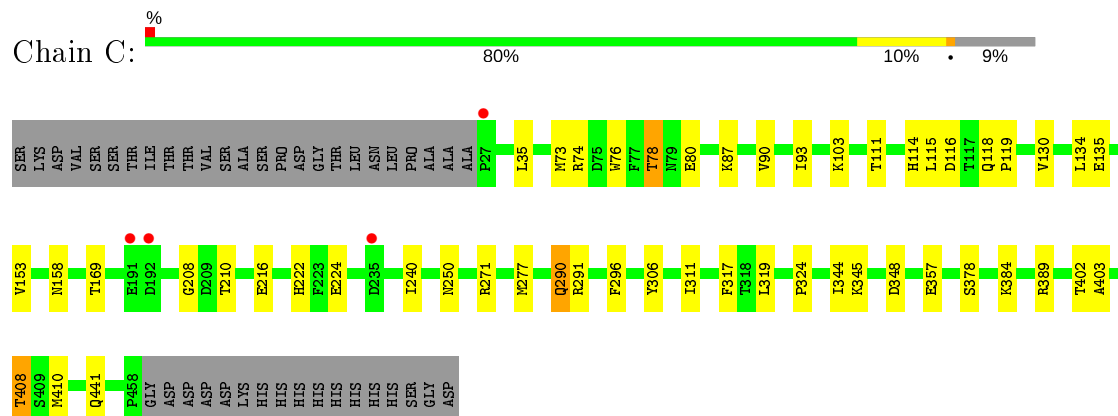 %
Chain C:
80% 10% • 9%
SER LYS ASP VAL SER SER THR ILE THR THR VAL SER ALA SER PRO ASP GLY THR LEU ASN LEU PRO ALA ALA ALA P27 L35 M73 R74 D75 W76 F77 T78 N79 E80 K87 V90 I93 K103 T111 H114 L115 D116 T117 Q118 P119 V130 L134 E135
V153 N158 T169 E191 D192 G208 D209 T210 E216 H222 F223 E224 D235 I240 N250 R271 M277 Q290 R291 F296 Y306 I311 F317 T318 L319 P324 I344 K345 D348 E357 S378 K384 R389 T402 A403
T408 S409 M410 Q441 P458 GLY ASP ASP ASP ASP LYS HIS HIS HIS HIS HIS HIS HIS HIS SER GLY ASP